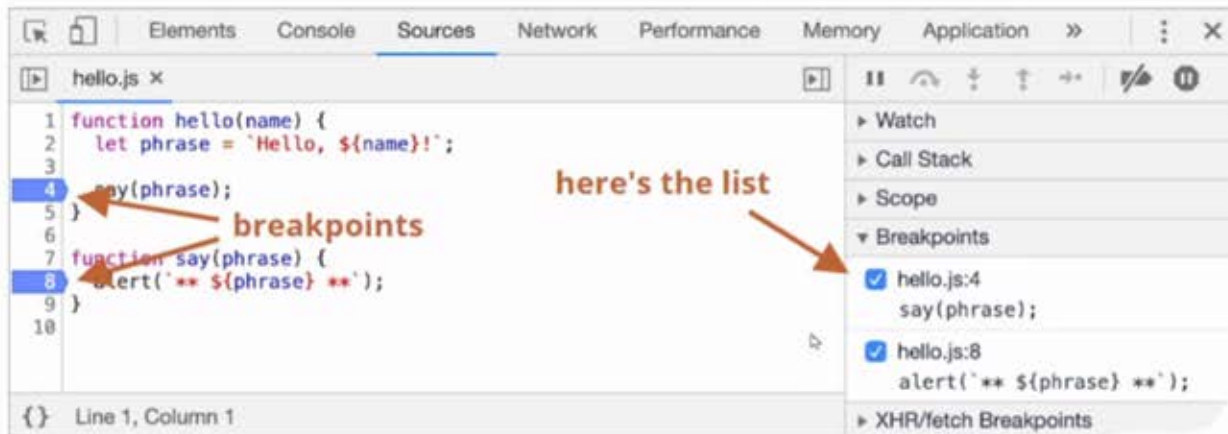 Elements Console Sources Network Performance Memory Application »
hello.js ×
1 function hello(name) {
2 let phrase = `Hello, ${name}!`;
3
4 say(phrase);
5 }
6
7 function say(phrase) {
8 alert(`** ${phrase} **`);
9 }
10
breakpoints
here's the list
{} Line 1, Column 1
Watch
Call Stack
Scope
Breakpoints
hello.js:4
say(phrase);
hello.js:8
alert(`** ${phrase} **`);
XHR/fetch Breakpoints